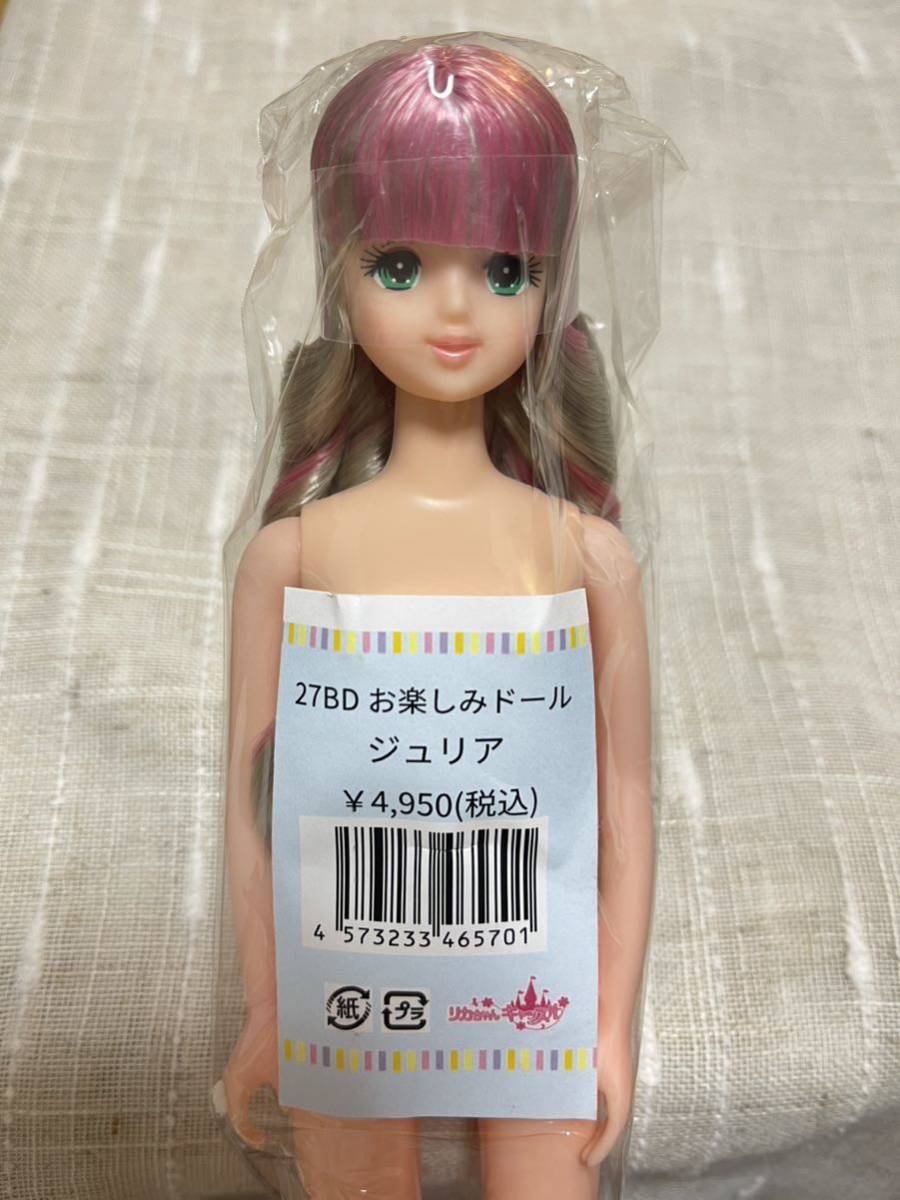 27BD お楽しみドール
ジュリア
￥4,950(税込)
4 573233 465701
紙 プラ リカちゃんキャッスル